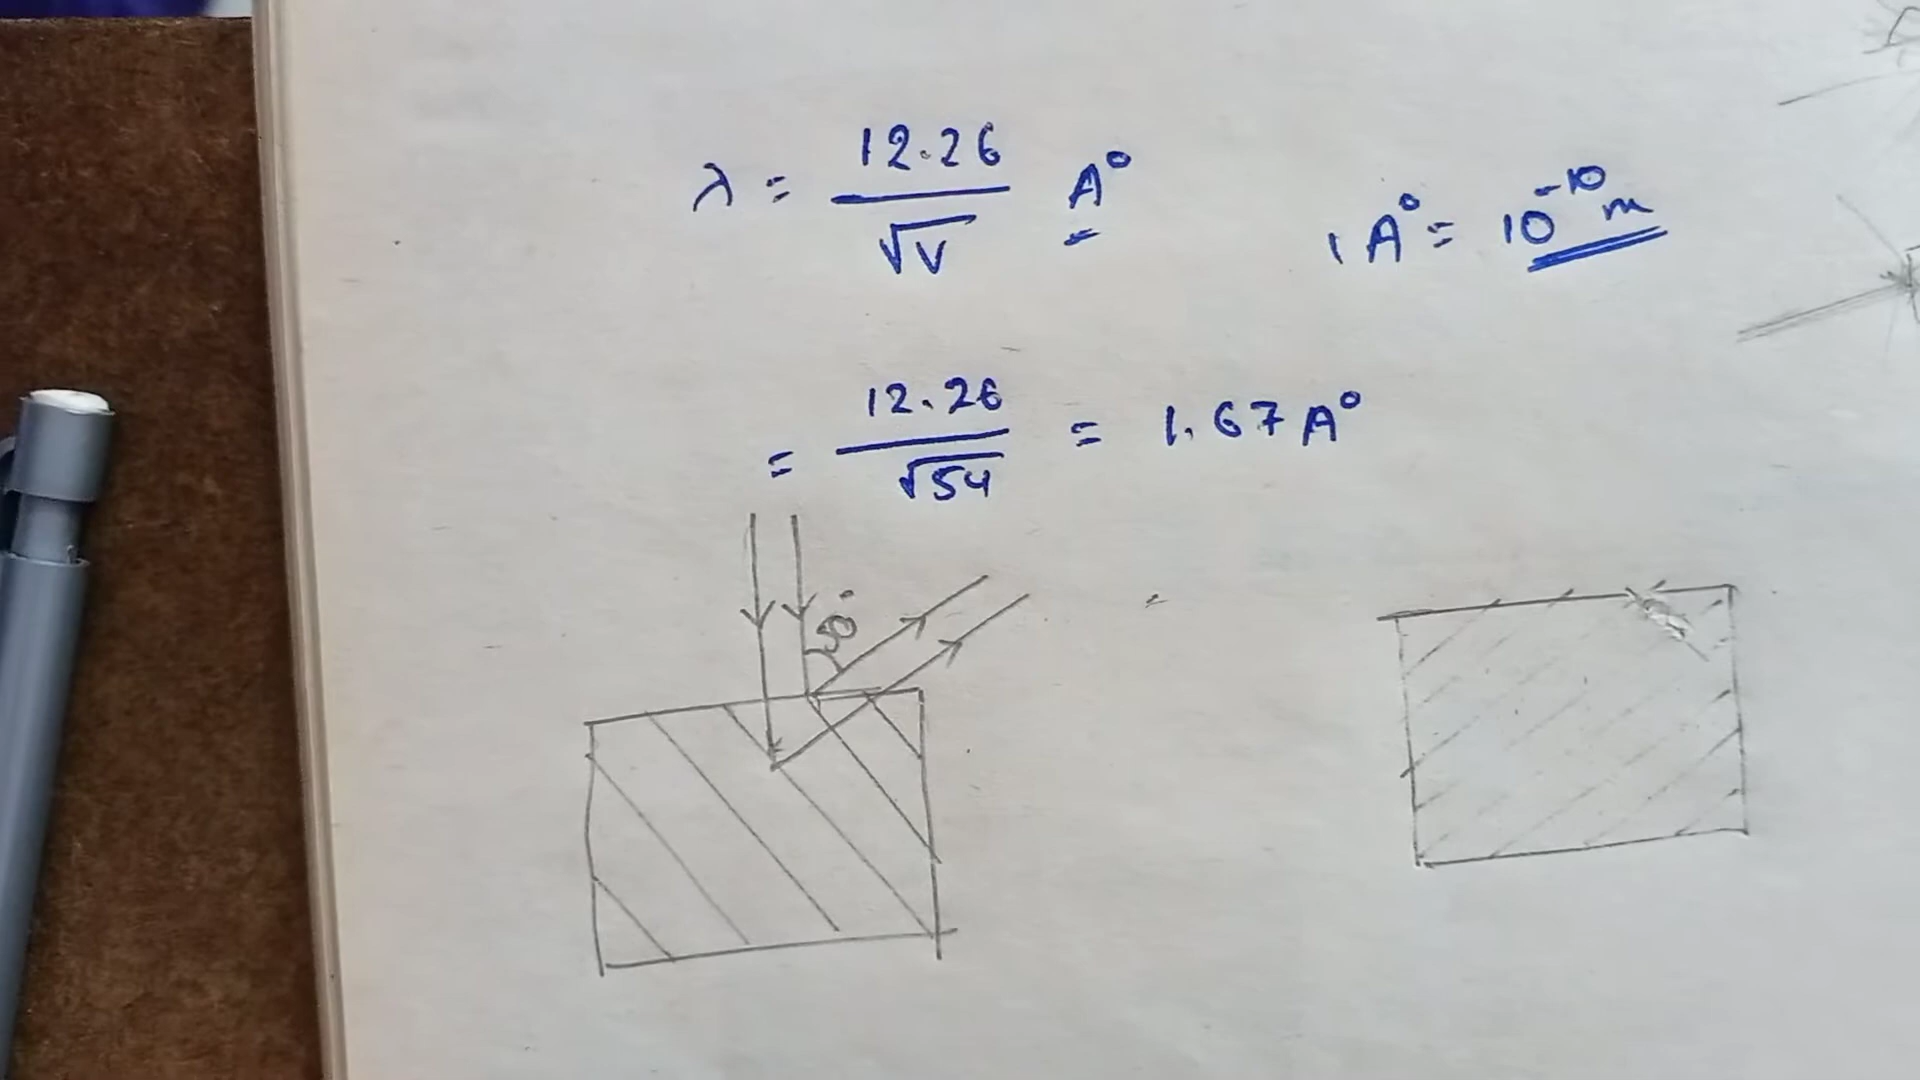 λ = 12.26 / √V A° 1 A° = 10⁻¹⁰ m
= 12.26 / √54 = 1.67 A°
50°